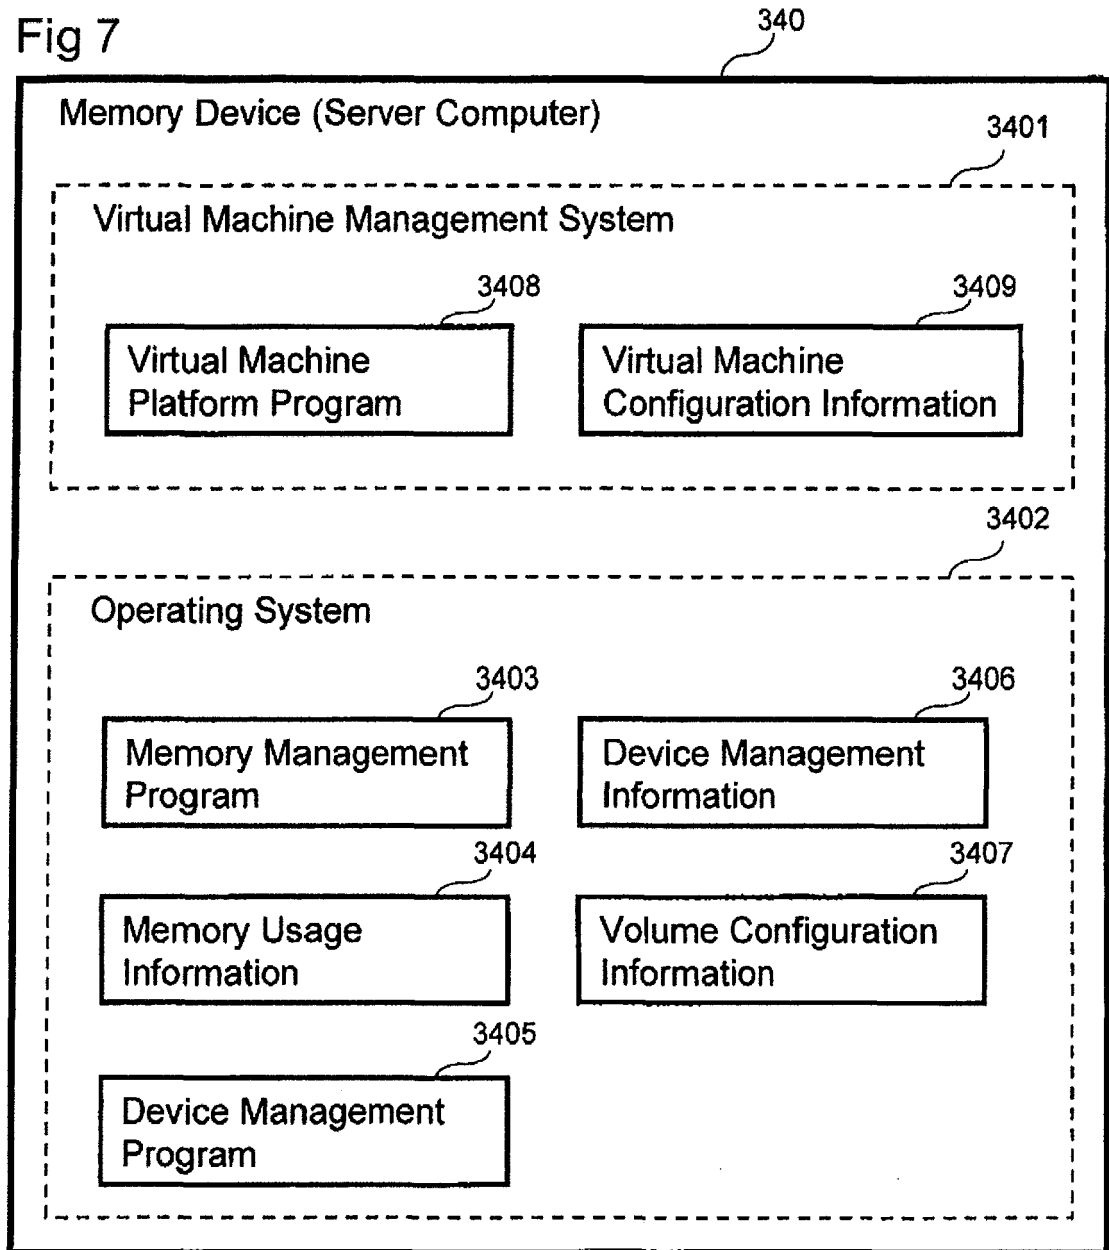 Fig 7
340
Memory Device (Server Computer)
3401
Virtual Machine Management System
3408
Virtual Machine
Platform Program
3409
Virtual Machine
Configuration Information
3402
Operating System
3403
Memory Management
Program
3406
Device Management
Information
3404
Memory Usage
Information
3407
Volume Configuration
Information
3405
Device Management
Program